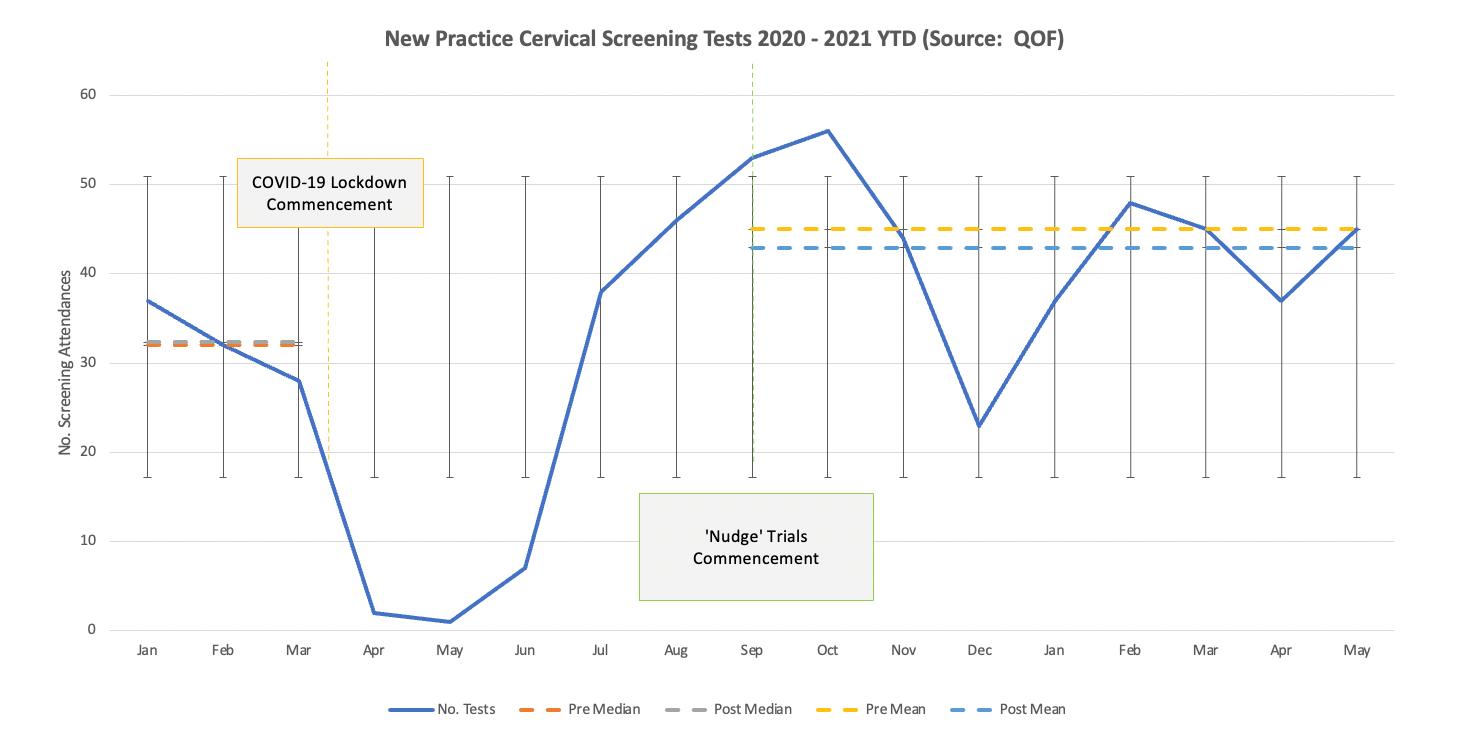 New Practice Cervical Screening Tests 2020 - 2021 YTD (Source:  QOF)
60
50
40
30
20
10
0
No. Screening Attendances
COVID-19 Lockdown
Commencement
'Nudge' Trials
Commencement
Jan Feb Mar Apr May Jun Jul Aug Sep Oct Nov Dec Jan Feb Mar Apr May
No. Tests Pre Median Post Median Pre Mean Post Mean